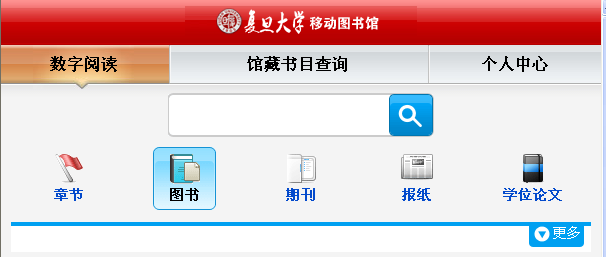 复旦大学 移动图书馆
数字阅读 馆藏书目查询 个人中心
章节 图书 期刊 报纸 学位论文
更多